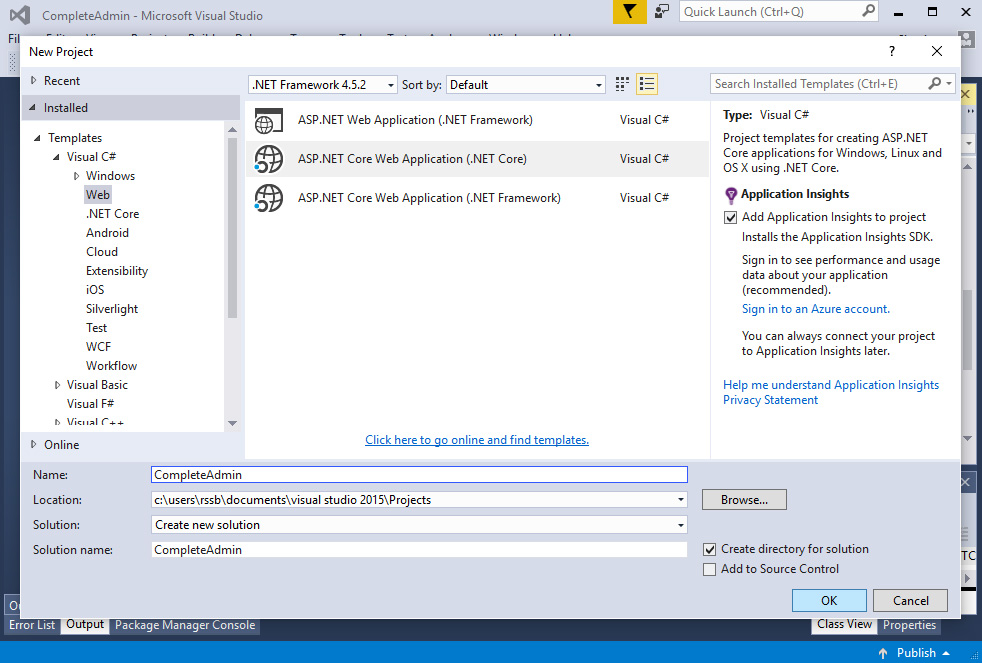 CompleteAdmin - Microsoft Visual Studio
Quick Launch (Ctrl+Q)
New Project
?
Recent
.NET Framework 4.5.2
Sort by:
Default
Search Installed Templates (Ctrl+E)
Installed
Templates
Visual C#
Windows
Web
.NET Core
Android
Cloud
Extensibility
iOS
Silverlight
Test
WCF
Workflow
Visual Basic
Visual F#
Visual C++
Online
ASP.NET Web Application (.NET Framework) Visual C#
ASP.NET Core Web Application (.NET Core) Visual C#
ASP.NET Core Web Application (.NET Framework) Visual C#
Click here to go online and find templates.
Type: Visual C#
Project templates for creating ASP.NET
Core applications for Windows, Linux and
OS X using .NET Core.
Application Insights
Add Application Insights to project
Installs the Application Insights SDK.
Sign in to see performance and usage
data about your application
(recommended).
Sign in to an Azure account.
You can always connect your project
to Application Insights later.
Help me understand Application Insights
Privacy Statement
Name: CompleteAdmin
Location: c:\users\rssb\documents\visual studio 2015\Projects
Browse...
Solution: Create new solution
Solution name: CompleteAdmin
Create directory for solution
Add to Source Control
OK
Cancel
Error List
Output
Package Manager Console
Class View
Properties
Publish